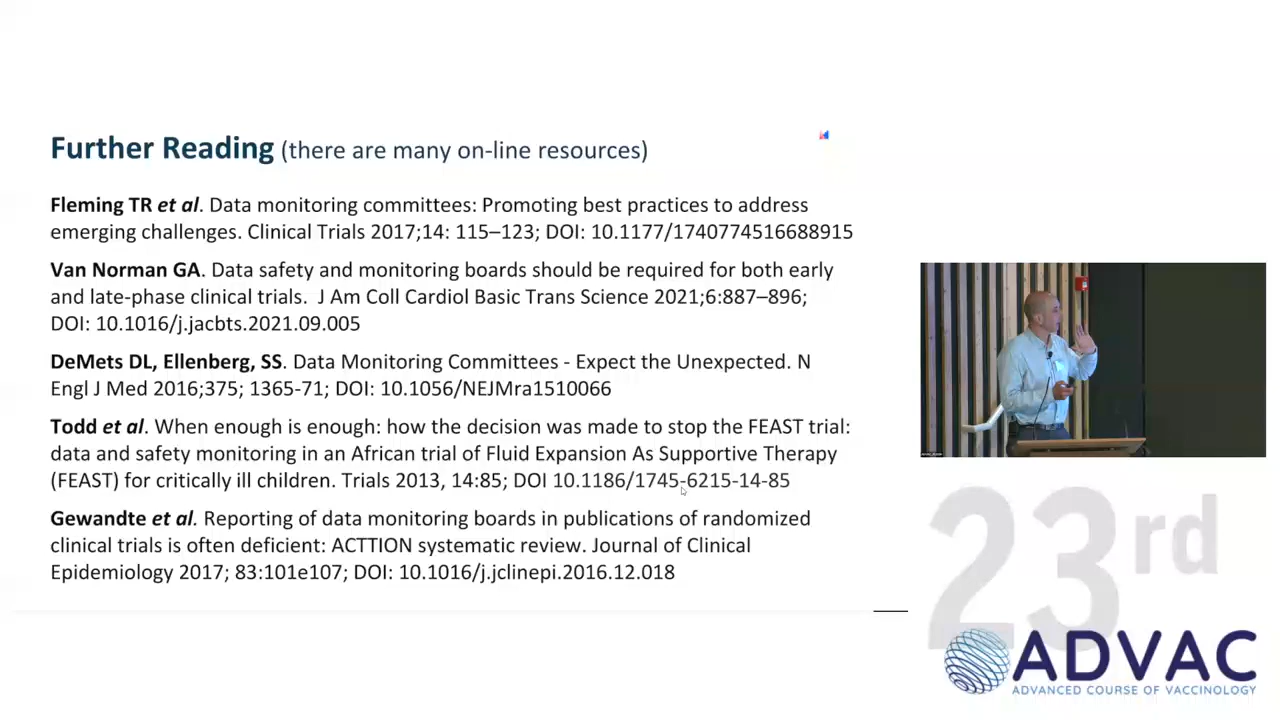 Further Reading (there are many on-line resources)
Fleming TR et al. Data monitoring committees: Promoting best practices to address
emerging challenges. Clinical Trials 2017;14: 115–123; DOI: 10.1177/1740774516688915
Van Norman GA. Data safety and monitoring boards should be required for both early
and late-phase clinical trials. J Am Coll Cardiol Basic Trans Science 2021;6:887–896;
DOI: 10.1016/j.jacbts.2021.09.005
DeMets DL, Ellenberg, SS. Data Monitoring Committees - Expect the Unexpected. N
Engl J Med 2016;375; 1365-71; DOI: 10.1056/NEJMra1510066
Todd et al. When enough is enough: how the decision was made to stop the FEAST trial:
data and safety monitoring in an African trial of Fluid Expansion As Supportive Therapy
(FEAST) for critically ill children. Trials 2013, 14:85; DOI 10.1186/1745-6215-14-85
Gewandte et al. Reporting of data monitoring boards in publications of randomized
clinical trials is often deficient: ACTTION systematic review. Journal of Clinical
Epidemiology 2017; 83:101e107; DOI: 10.1016/j.jclinepi.2016.12.018
23rd
ADVAC
ADVANCED COURSE OF VACCINOLOGY